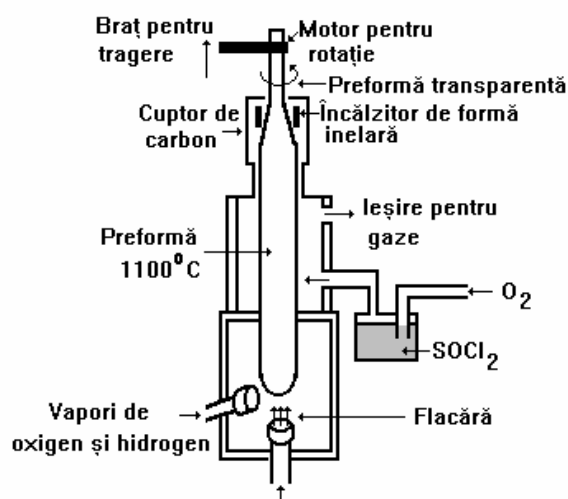 Braț pentru
tragere
Motor pentru
rotație
Preformă transparentă
Cuptor de
carbon
Încălzitor de formă
inelară
Ieșire pentru
gaze
Preformă
1100°C
O₂
SOCl₂
Vapori de
oxigen și hidrogen
Flacără